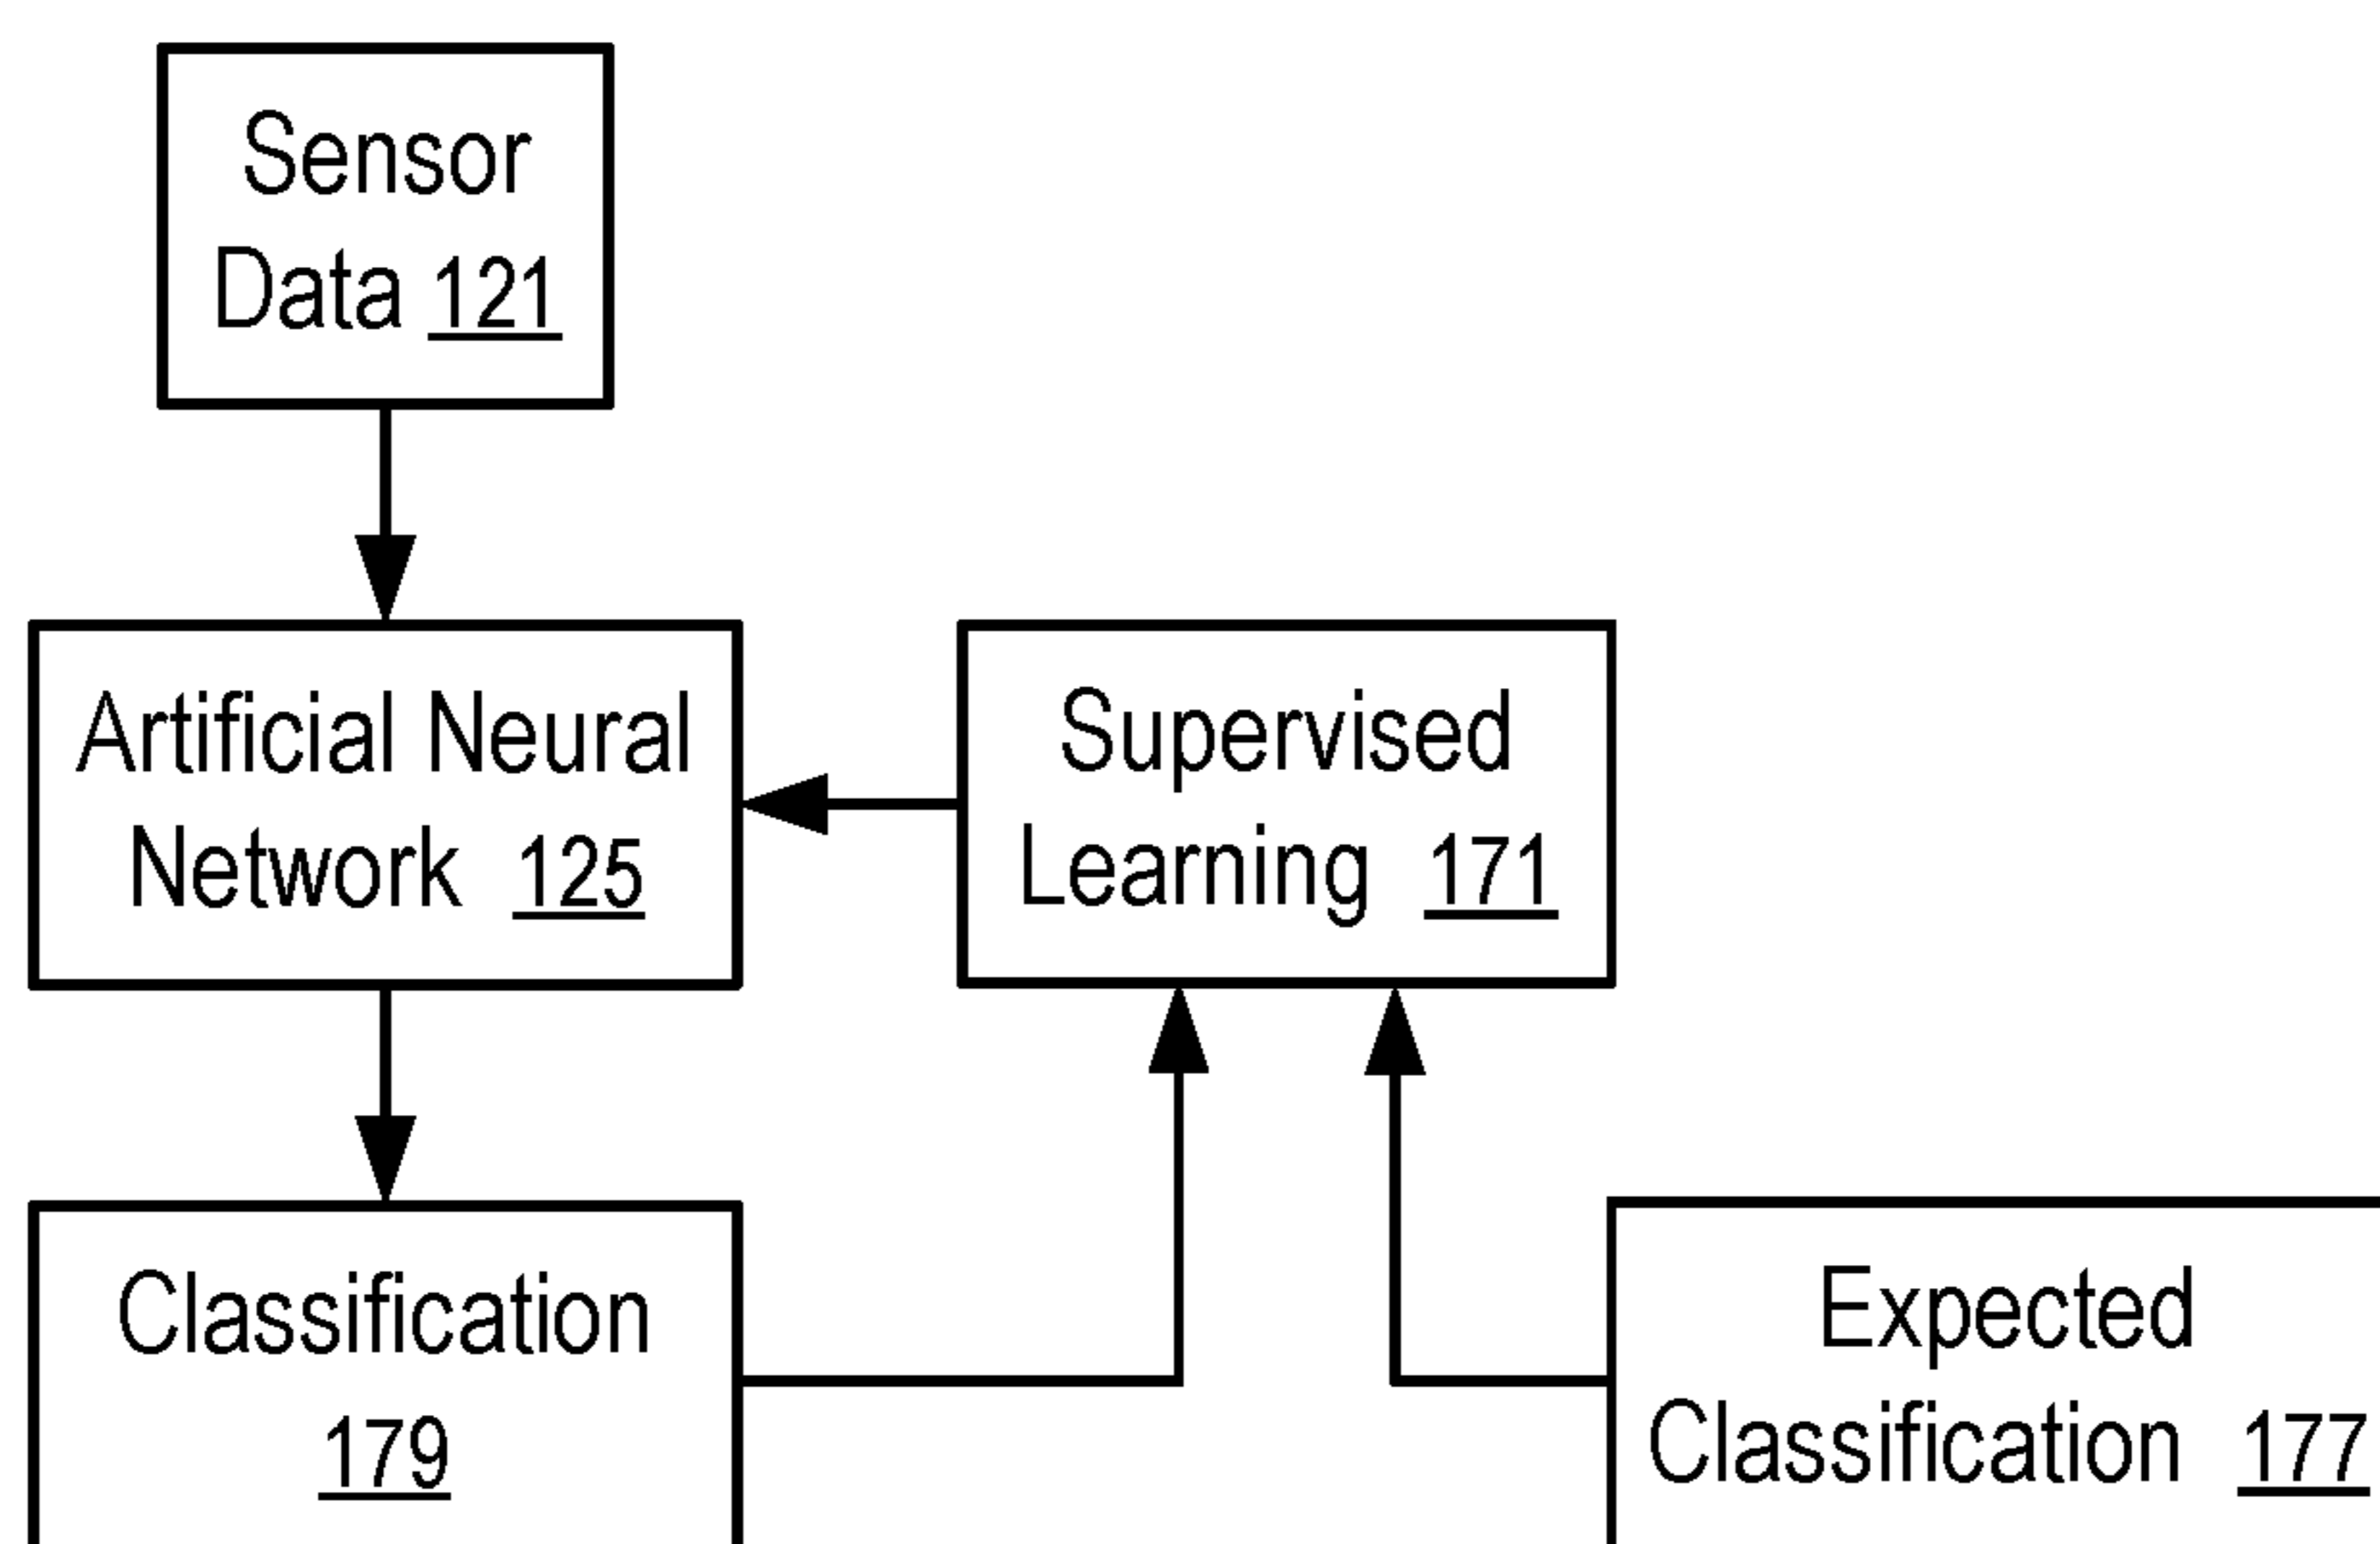 Sensor
Data 121
Artificial Neural
Network 125
Supervised
Learning 171
Classification
179
Expected
Classification 177